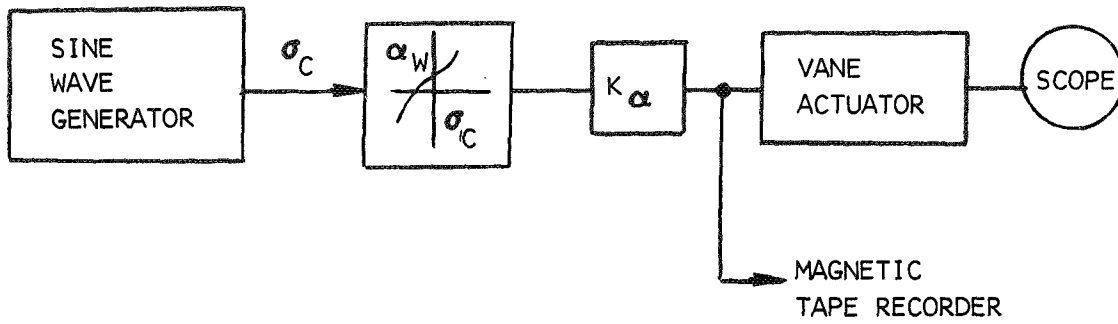 SINE
WAVE
GENERATOR
σC
αW
σC
Kα
VANE
ACTUATOR
SCOPE
MAGNETIC
TAPE RECORDER